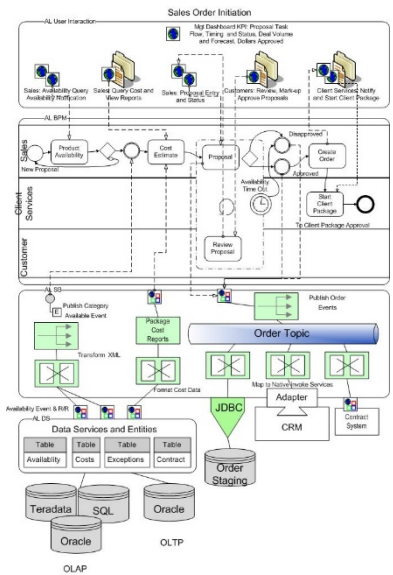 Sales Order Initiation
AL User Interaction
Mgt Dashboard KPI: Proposal Task
Flow, Timing and Status, Deal Volume
and Forecast, Dollars Approved
Sales: Availability Query
Availability Notification
Sales: Query Cost and
View Reports
Sales: Proposal Entry
and Status
Customers: Review, Mark-up
Approve Proposals
Client Services: Notify
and Start Client Package
AL BPM
Sales
Product
Availability
Cost
Estimate
Proposal
Disapproved
Create
Order
Approved
New Proposal
Availability
Time Out
Client
Services
Start
Client
Package
To Client Package Approval
Customer
Review
Proposal
AL SB
Publish Category
E
Available Event
Package
Cost
Reports
Publish Order
Events
Order Topic
Transform XML
Format Cost Data
Map to Native Invoke Services
Availability Event & R/R
AL DS
JDBC
Adapter
CRM
Contract
System
Data Services and Entities
Table
Table
Table
Table
Availability
Costs
Exceptions
Contract
Order
Staging
Teradata
SQL
Oracle
Oracle
OLTP
OLAP